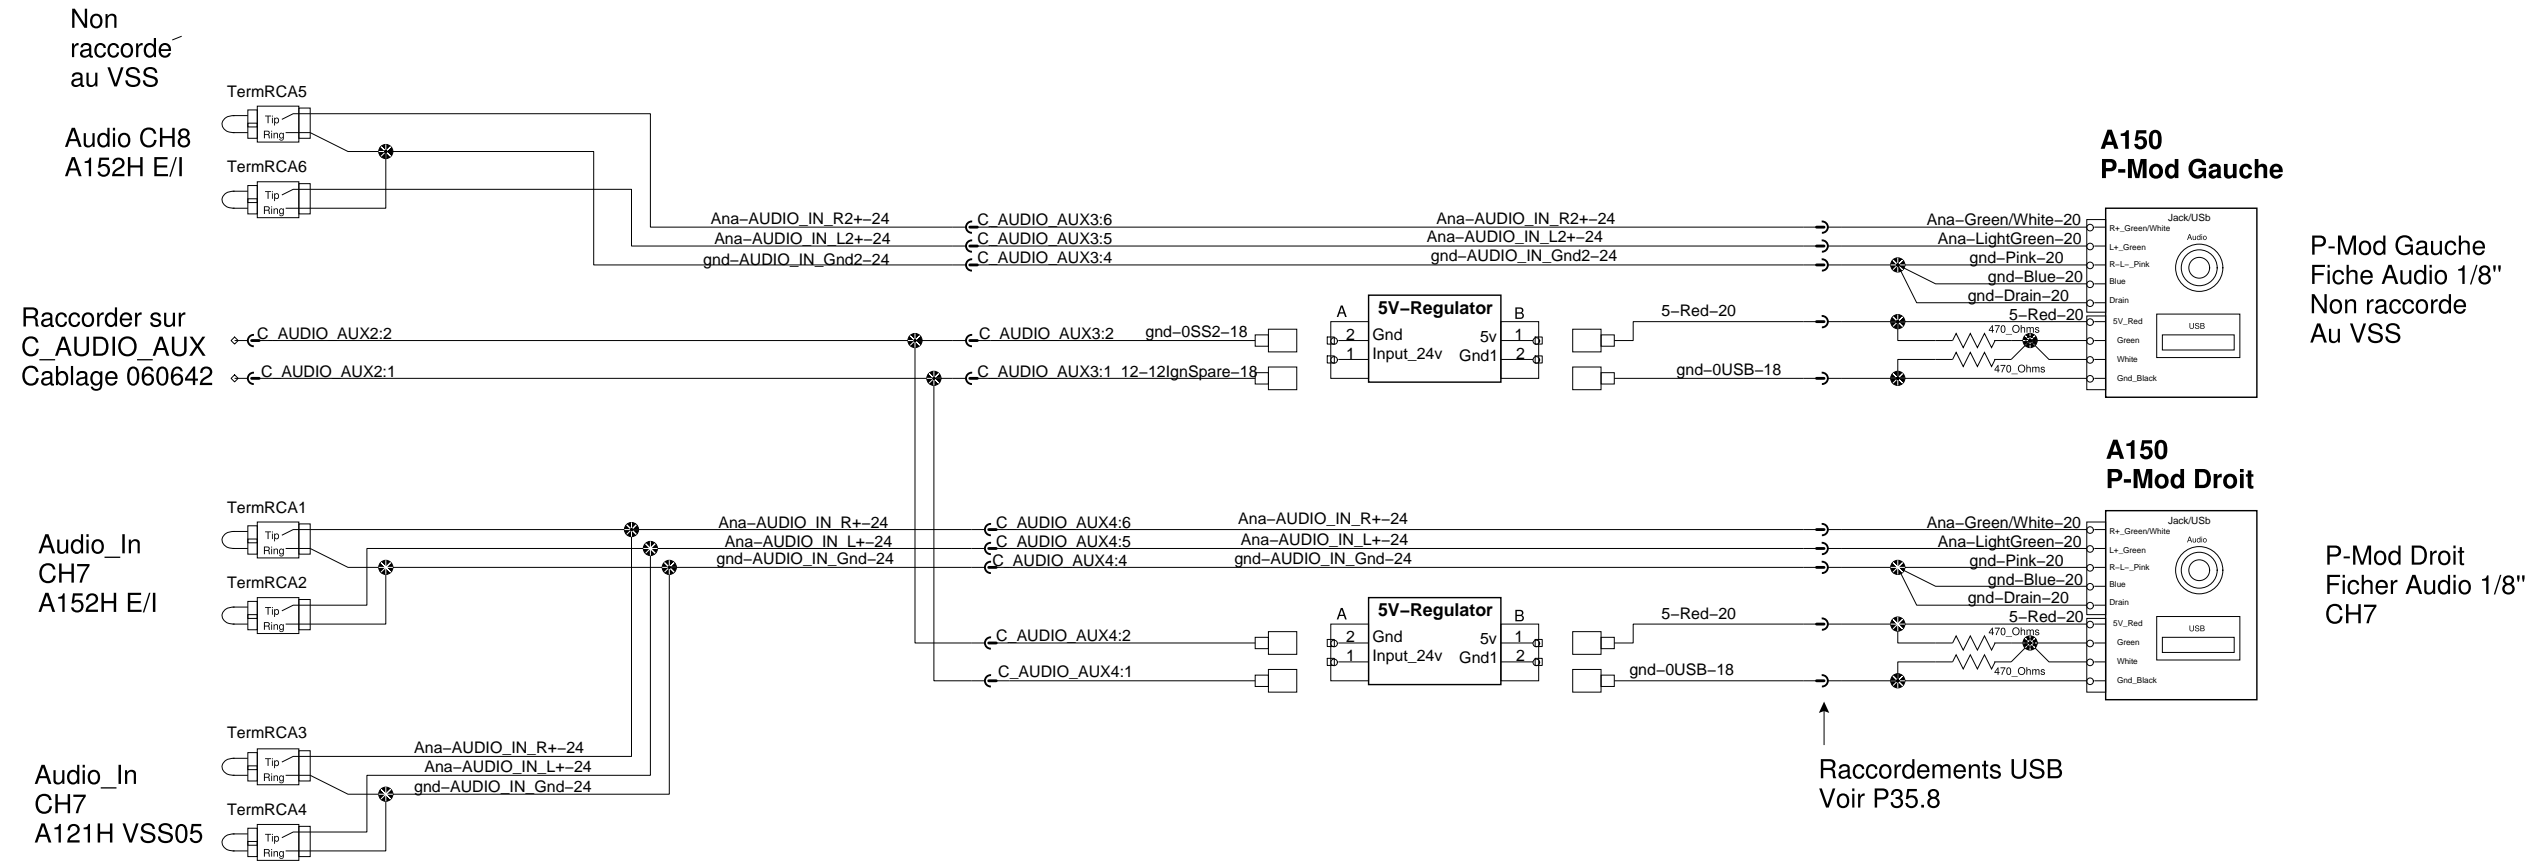 Non
raccorde´
au VSS
TermRCA5
Tip
Ring
Audio CH8
A152H E/I
TermRCA6
Tip
Ring
Ana–AUDIO_IN_R2+–24
C_AUDIO_AUX3:6
Ana–AUDIO_IN_R2+–24
Ana–AUDIO_IN_L2+–24
C_AUDIO_AUX3:5
Ana–AUDIO_IN_L2+–24
gnd–AUDIO_IN_Gnd2–24
C_AUDIO_AUX3:4
gnd–AUDIO_IN_Gnd2–24
A150
P-Mod Gauche
Ana–Green/White–20
Ana–LightGreen–20
gnd–Pink–20
gnd–Blue–20
gnd–Drain–20
5–Red–20
Jack/USb
R+_Green/White
Audio
L+_Green
R–L–_Pink
Blue
Drain
5V_Red
USB
Green
White
Gnd_Black
470_Ohms
470_Ohms
P-Mod Gauche
Fiche Audio 1/8"
Non raccorde
Au VSS
Raccorder sur
C_AUDIO_AUX
Cablage 060642
C_AUDIO_AUX2:2
C_AUDIO_AUX2:1
C_AUDIO_AUX3:2
gnd–0SS2–18
C_AUDIO_AUX3:1
12–12IgnSpare–18
A
5V–Regulator
B
2
Gnd
5v
1
1
Input_24v
Gnd1
2
5–Red–20
gnd–0USB–18
A150
P-Mod Droit
TermRCA1
Tip
Ring
Audio_In
CH7
A152H E/I
TermRCA2
Tip
Ring
Ana–AUDIO_IN_R+–24
C_AUDIO_AUX4:6
Ana–AUDIO_IN_R+–24
Ana–AUDIO_IN_L+–24
C_AUDIO_AUX4:5
Ana–AUDIO_IN_L+–24
gnd–AUDIO_IN_Gnd–24
C_AUDIO_AUX4:4
gnd–AUDIO_IN_Gnd–24
C_AUDIO_AUX4:2
C_AUDIO_AUX4:1
A
5V–Regulator
B
2
Gnd
5v
1
1
Input_24v
Gnd1
2
5–Red–20
gnd–0USB–18
Ana–Green/White–20
Ana–LightGreen–20
gnd–Pink–20
gnd–Blue–20
gnd–Drain–20
5–Red–20
470_Ohms
470_Ohms
Jack/USb
R+_Green/White
Audio
L+_Green
R–L–_Pink
Blue
Drain
5V_Red
USB
Green
White
Gnd_Black
P-Mod Droit
Ficher Audio 1/8"
CH7
TermRCA3
Tip
Ring
Audio_In
CH7
A121H VSS05
TermRCA4
Tip
Ring
Ana–AUDIO_IN_R+–24
Ana–AUDIO_IN_L+–24
gnd–AUDIO_IN_Gnd–24
Raccordements USB
Voir P35.8